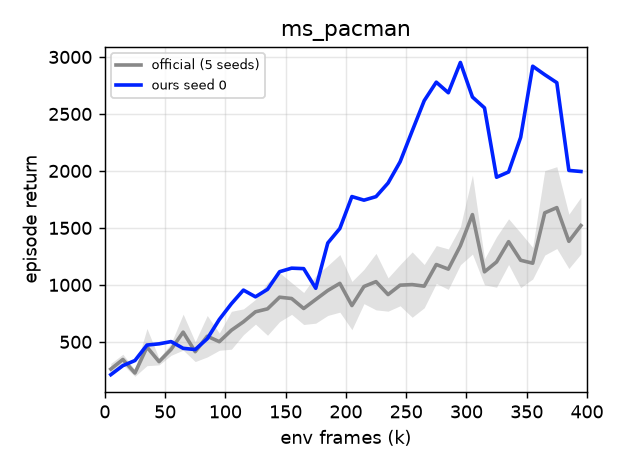 ms_pacman
official (5 seeds)
ours seed 0
episode return
3000
2500
2000
1500
1000
500
0 50 100 150 200 250 300 350 400
env frames (k)